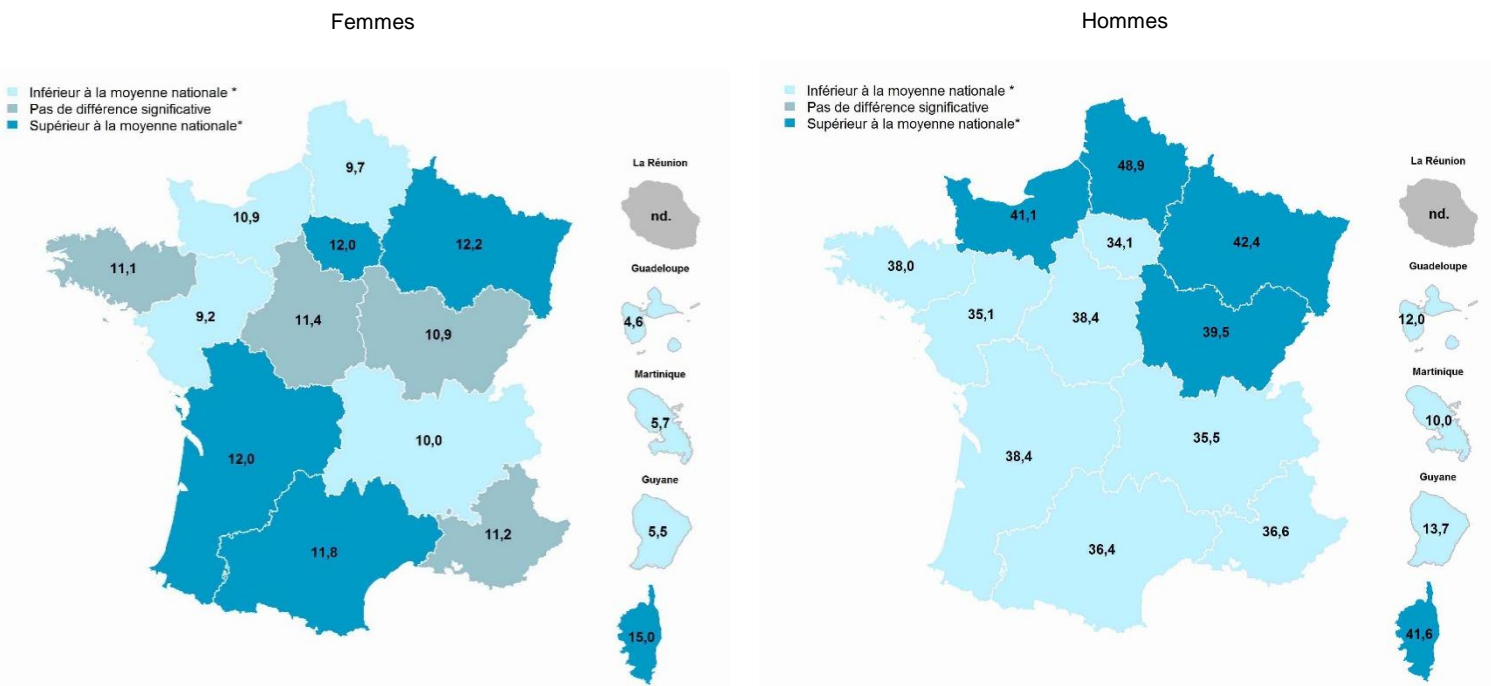 Femmes
Inférieur à la moyenne nationale *
Pas de différence significative
Supérieur à la moyenne nationale*
9,7
10,9
12,0
12,2
11,1
9,2
11,4
10,9
10,0
12,0
11,8
11,2
La Réunion
nd.
Guadeloupe
4,6
Martinique
5,7
Guyane
5,5
15,0
Hommes
Inférieur à la moyenne nationale *
Pas de différence significative
Supérieur à la moyenne nationale*
48,9
41,1
34,1
42,4
38,0
35,1
38,4
39,5
35,5
38,4
36,4
36,6
La Réunion
nd.
Guadeloupe
12,0
Martinique
10,0
Guyane
13,7
41,6